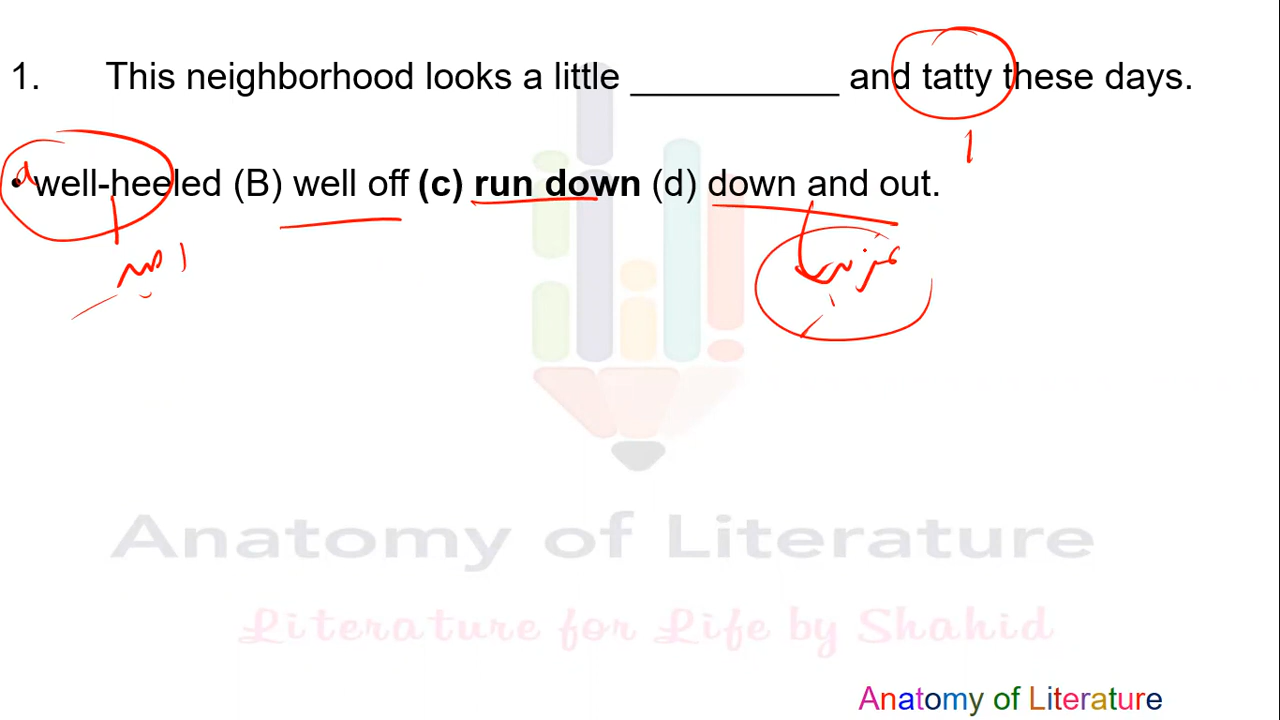 1. This neighborhood looks a little ___________ and tatty these days.
• well-heeled (B) well off (c) run down (d) down and out.
Anatomy of Literature
Literature for Life by Shahid
Anatomy of Literature